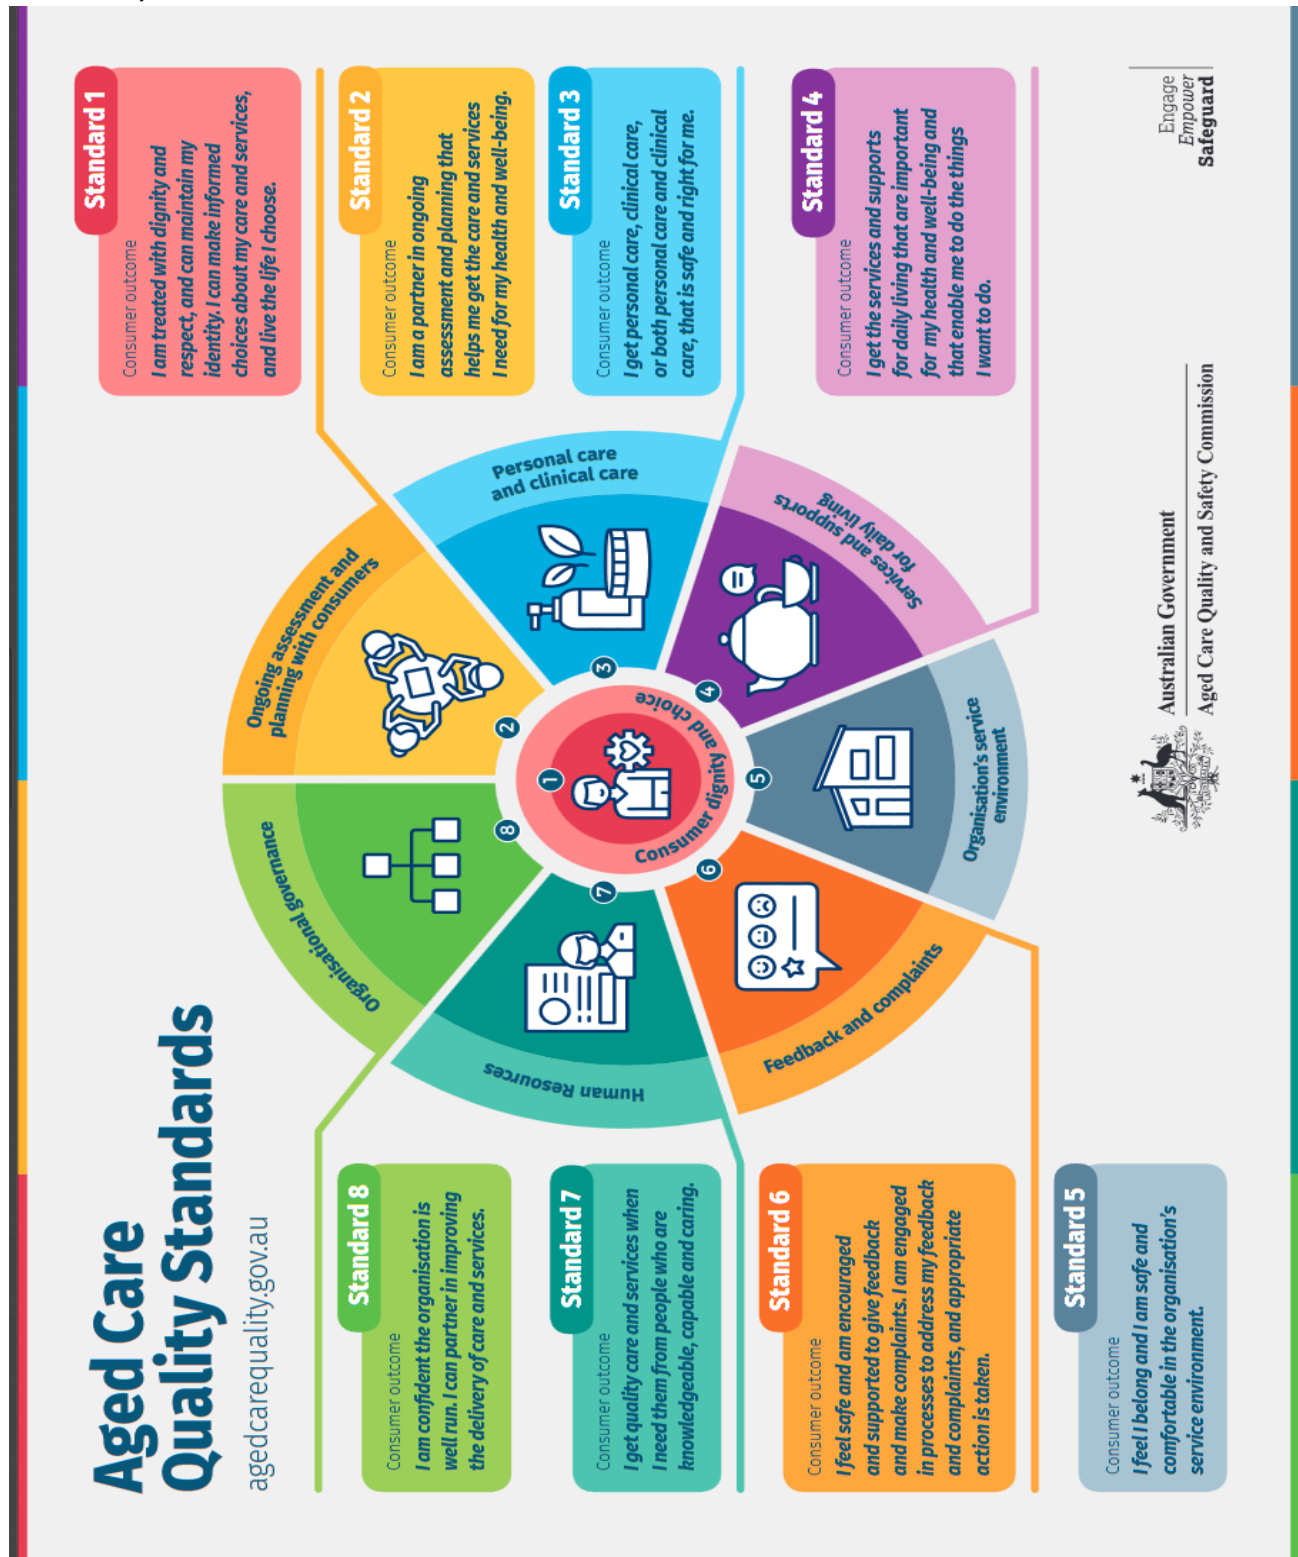 Aged Care
Quality Standards
agedcarequality.gov.au
Standard 1
Consumer outcome
I am treated with dignity and
respect, and can maintain my
identity. I can make informed
choices about my care and services,
and live the life I choose.
Standard 2
Consumer outcome
I am a partner in ongoing
assessment and planning that
helps me get the care and services
I need for my health and well-being.
Standard 3
Consumer outcome
I get personal care, clinical care,
or both personal care and clinical
care, that is safe and right for me.
Standard 4
Consumer outcome
I get the services and supports
for daily living that are important
for my health and well-being and
that enable me to do the things
I want to do.
Standard 8
Consumer outcome
I am confident the organisation is
well run. I can partner in improving
the delivery of care and services.
Standard 7
Consumer outcome
I get quality care and services when
I need them from people who are
knowledgeable, capable and caring.
Standard 6
Consumer outcome
I feel safe and am encouraged
and supported to give feedback
and make complaints. I am engaged
in processes to address my feedback
and complaints, and appropriate
action is taken.
Standard 5
Consumer outcome
I feel I belong and I am safe and
comfortable in the organisation's
service environment.
1
Consumer dignity and choice
2
Ongoing assessment and
planning with consumers
3
Personal care
and clinical care
4
Services and supports
for daily living
5
Organisation's service
environment
6
Feedback and complaints
7
Human Resources
8
Organisational governance
Australian Government
Aged Care Quality and Safety Commission
Engage
Empower
Safeguard